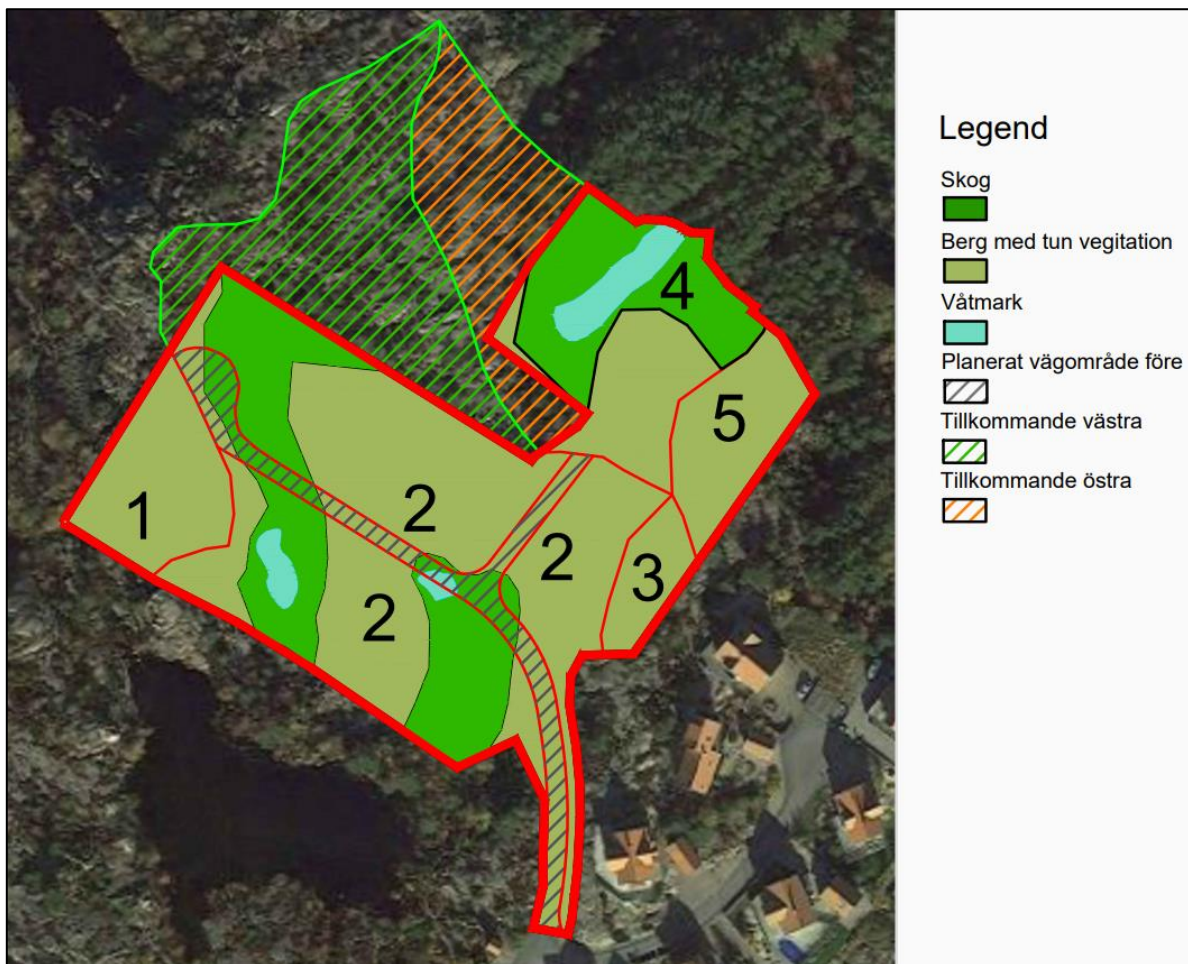 4
5
1
2
2
2
3
Legend
Skog
Berg med tun vegitation
Våtmark
Planerat vägområde före
Tillkommande västra
Tillkommande östra